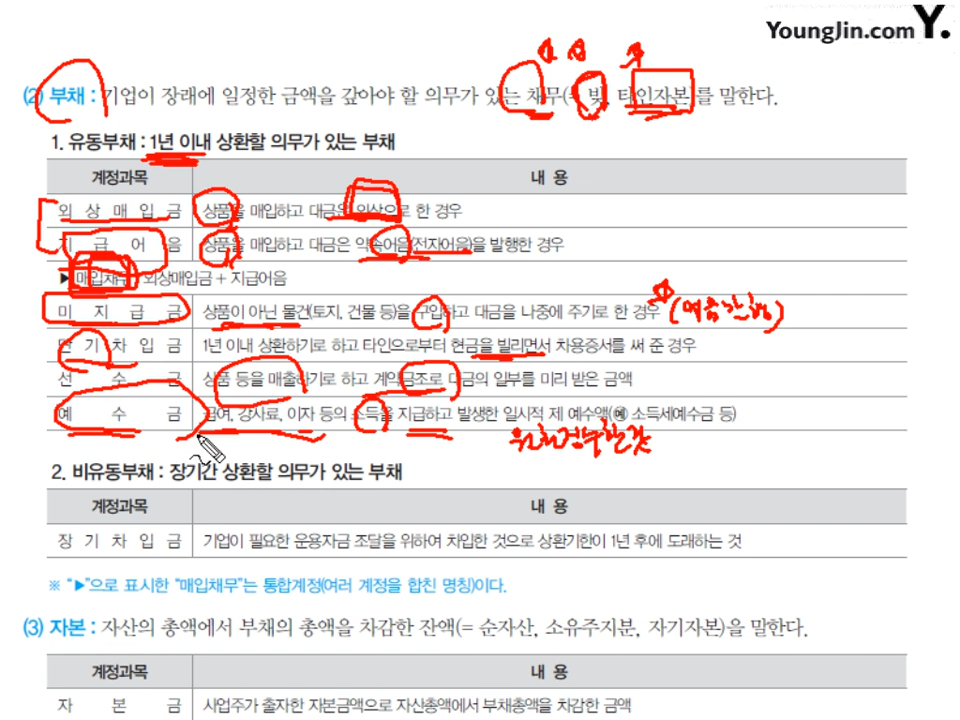 YoungJin.com Y.
(2) 부채 : 기업이 장래에 일정한 금액을 갚아야 할 의무가 있는 채무(= 빚, 타인자본)를 말한다.
1. 유동부채 : 1년 이내 상환할 의무가 있는 부채
계정과목 내 용
외 상 매 입 금 상품을 매입하고 대금은 외상으로 한 경우
지 급 어 음 상품을 매입하고 대금은 약속어음(전자어음)을 발행한 경우
▶ 매입채무 : 외상매입금 + 지급어음
미 지 급 금 상품이 아닌 물건(토지, 건물 등)을 구입하고 대금을 나중에 주기로 한 경우
단 기 차 입 금 1년 이내 상환하기로 하고 타인으로부터 현금을 빌리면서 차용증서를 써 준 경우
선 수 금 상품 등을 매출하기로 하고 계약금조로 대금의 일부를 미리 받은 금액
예 수 금 급여, 강사료, 이자 등의 소득을 지급하고 발생한 일시적 제 예수액(예 소득세예수금 등)
원천징수한것
2. 비유동부채 : 장기간 상환할 의무가 있는 부채
계정과목 내 용
장 기 차 입 금 기업이 필요한 운용자금 조달을 위하여 차입한 것으로 상환기한이 1년 후에 도래하는 것
※ “▶”으로 표시한 “매입채무”는 통합계정(여러 계정을 합친 명칭)이다.
(3) 자본 : 자산의 총액에서 부채의 총액을 차감한 잔액(= 순자산, 소유주지분, 자기자본)을 말한다.
계정과목 내 용
자 본 금 사업주가 출자한 자본금액으로 자산총액에서 부채총액을 차감한 금액